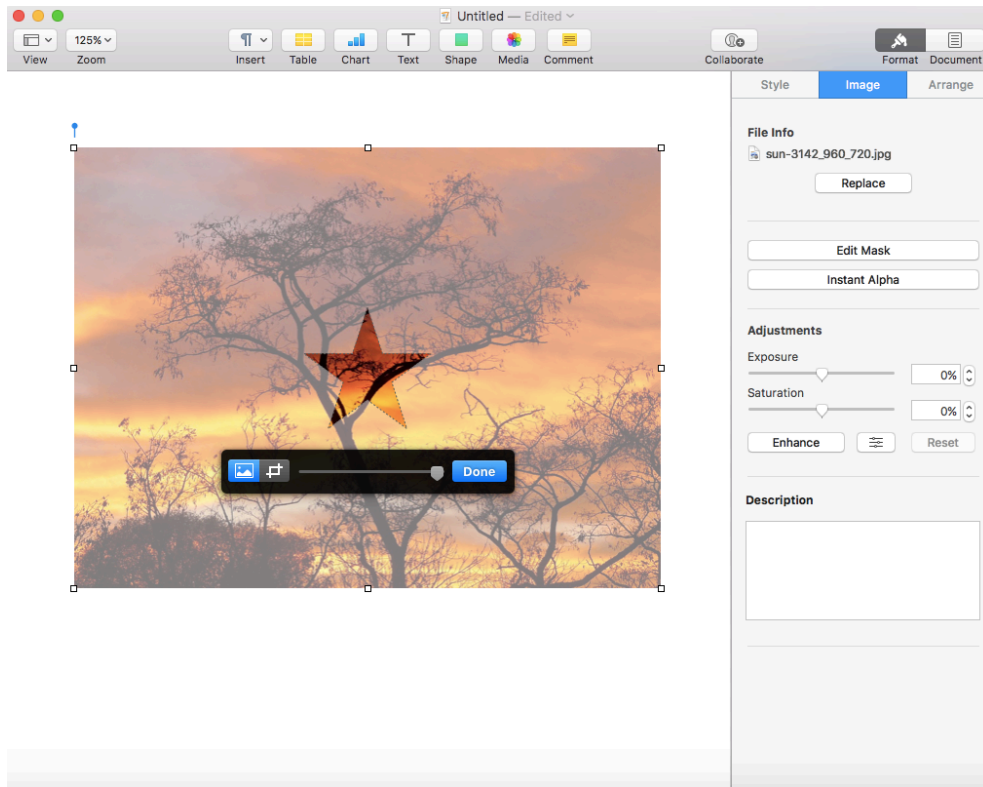 Untitled — Edited
125%
View Zoom Insert Table Chart Text Shape Media Comment Collaborate Format Document
Style Image Arrange
File Info
sun-3142_960_720.jpg
Replace
Edit Mask
Instant Alpha
Adjustments
Exposure
0%
Saturation
0%
Enhance Reset
Done
Description